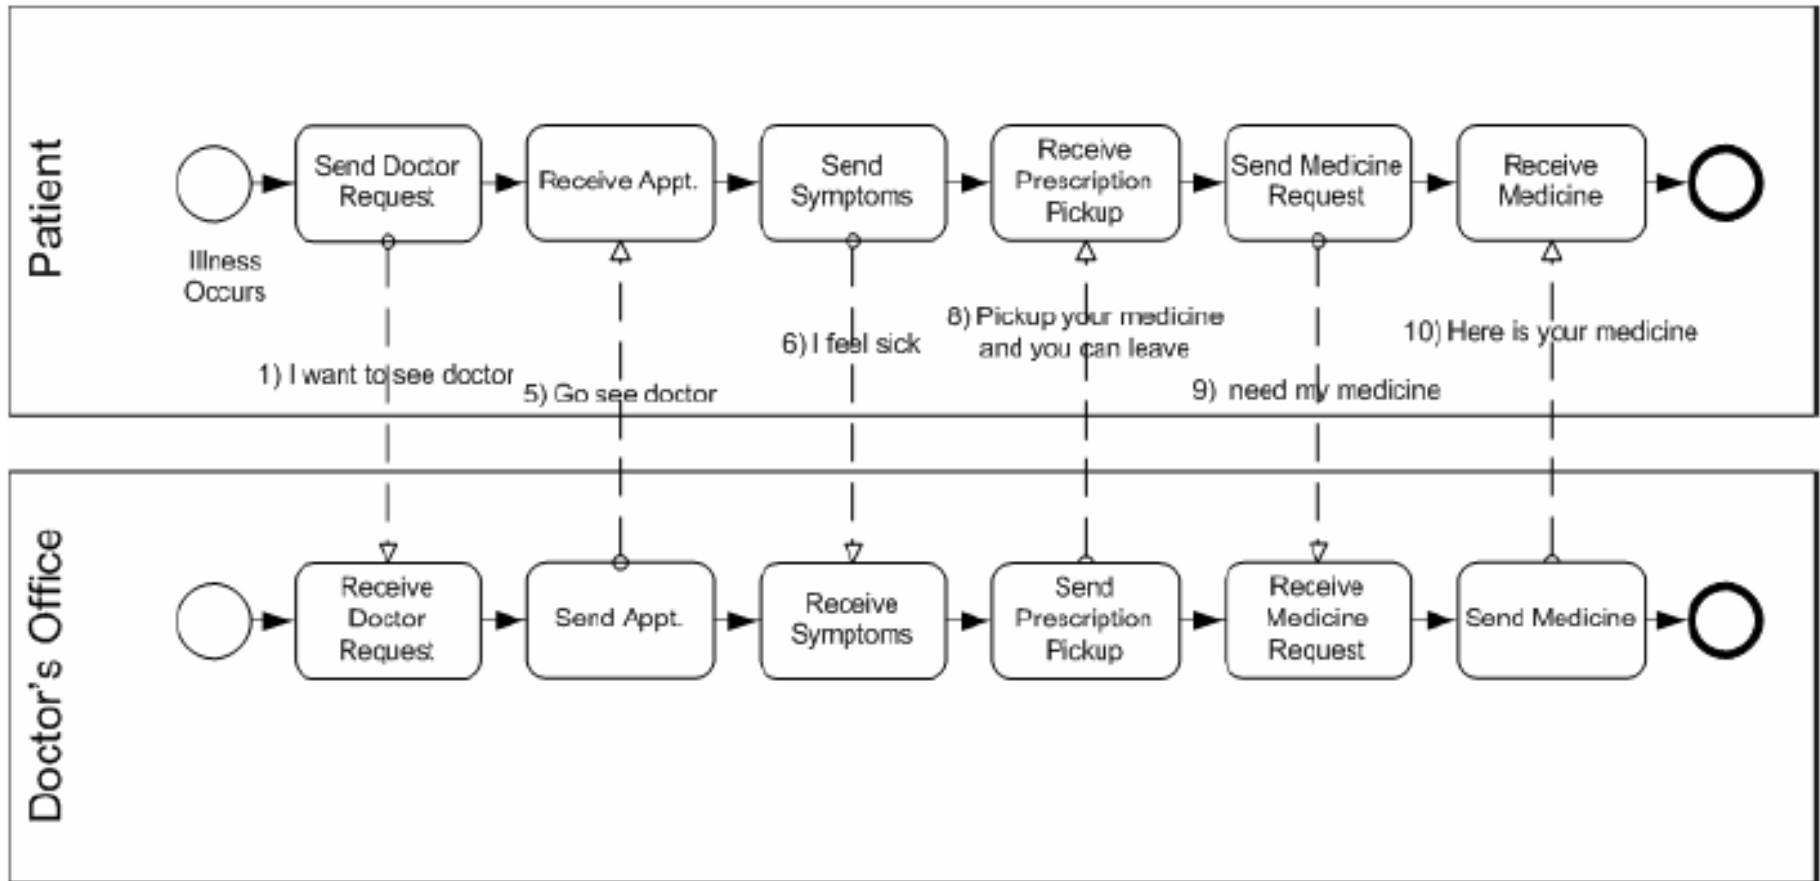 Patient
Illness
Occurs
Send Doctor
Request
Receive Appt.
Send
Symptoms
Receive
Prescription
Pickup
Send Medicine
Request
Receive
Medicine
1) I want to see doctor
5) Go see doctor
6) I feel sick
8) Pickup your medicine
and you can leave
9) need my medicine
10) Here is your medicine
Doctor's Office
Receive
Doctor
Request
Send Appt.
Receive
Symptoms
Send
Prescription
Pickup
Receive
Medicine
Request
Send Medicine